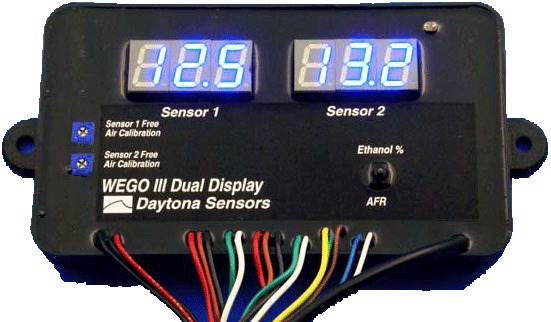 12.5
13.2
Sensor 1
Sensor 2
Sensor 1 Free
Air Calibration
Sensor 2 Free
Air Calibration
Ethanol %
AFR
WEGO III Dual Display
Daytona Sensors